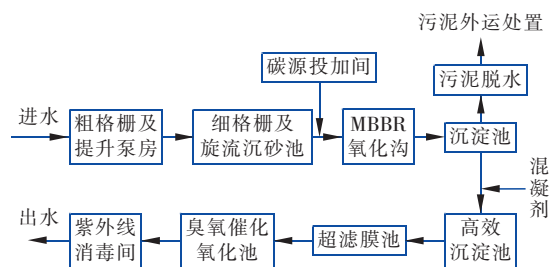 污泥外运处置
碳源投加间
污泥脱水
进水
粗格栅及
提升泵房
细格栅及
旋流沉砂池
MBBR
氧化沟
沉淀池
混凝剂
出水
紫外线
消毒间
臭氧催化
氧化池
超滤膜池
高效
沉淀池